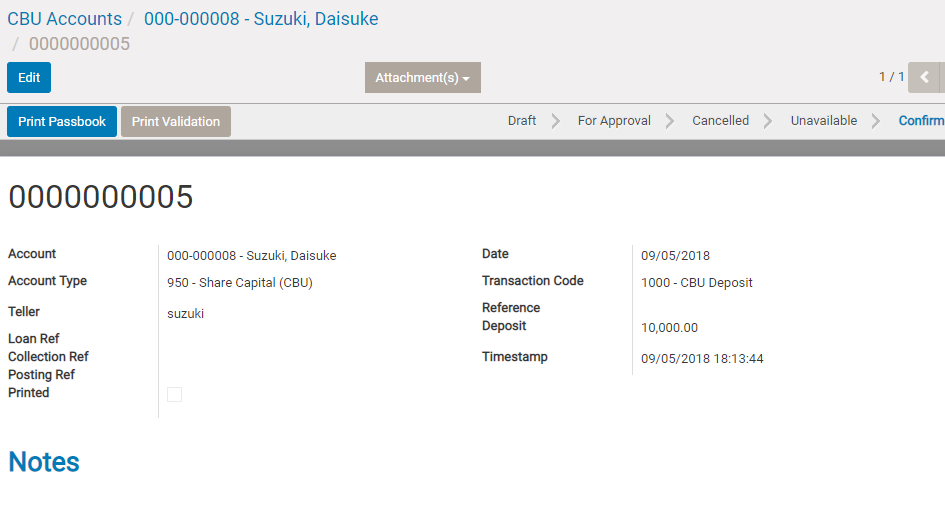 CBU Accounts / 000-000008 - Suzuki, Daisuke
/ 0000000005
Edit
Attachment(s)
1 / 1
Print Passbook
Print Validation
Draft
For Approval
Cancelled
Unavailable
Confirm
0000000005
Account 000-000008 - Suzuki, Daisuke
Date 09/05/2018
Account Type 950 - Share Capital (CBU)
Transaction Code 1000 - CBU Deposit
Teller suzuki
Reference
Deposit 10,000.00
Loan Ref
Collection Ref
Timestamp 09/05/2018 18:13:44
Posting Ref
Printed
Notes